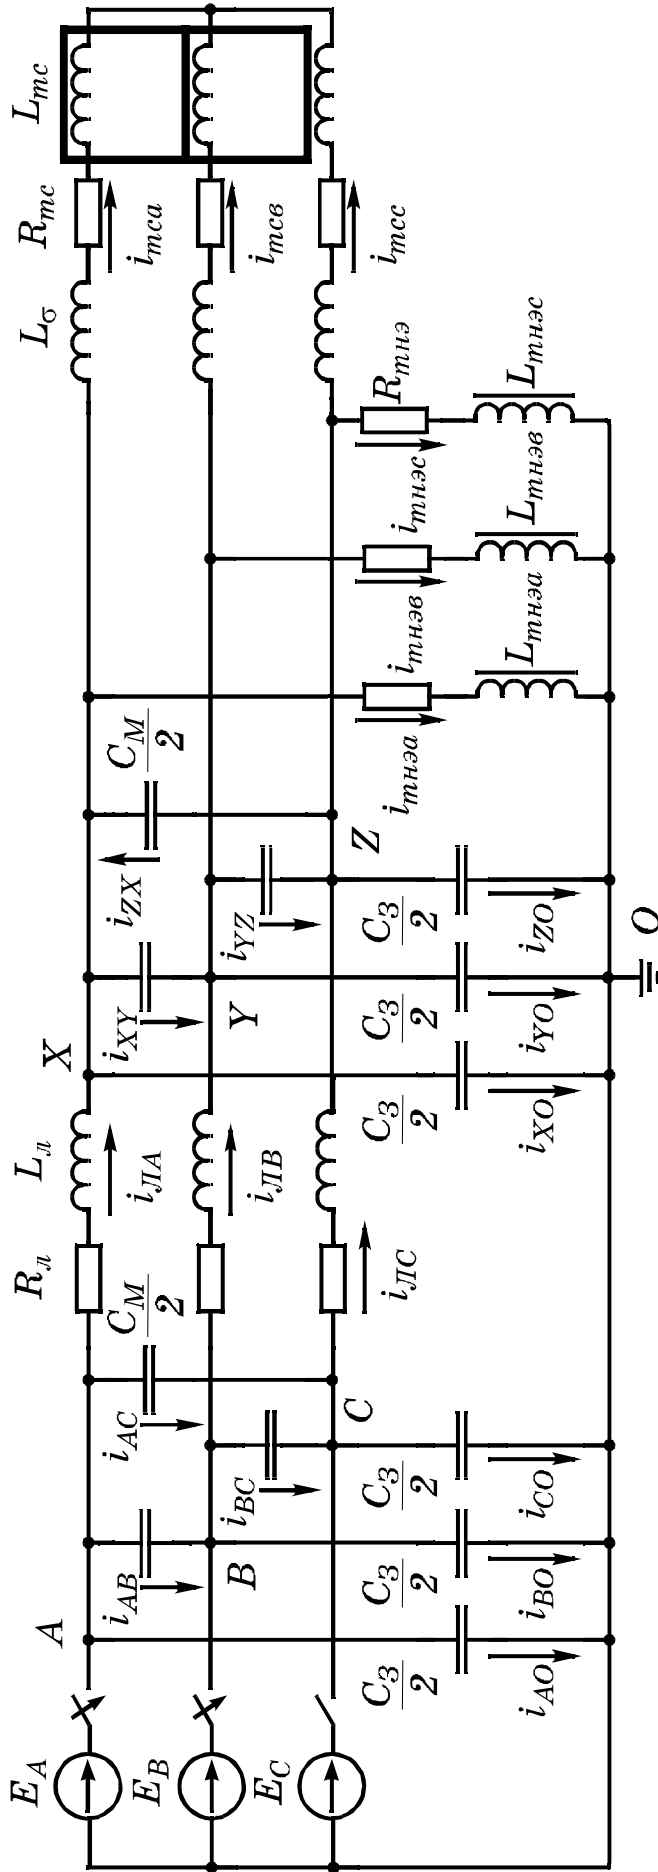 E_A
E_B
E_C
A
B
C
i_AB
i_BC
i_AC
C_M/2
C_З/2
C_З/2
C_З/2
i_AO
i_BO
i_CO
R_л
L_л
i_ЛА
i_ЛВ
i_ЛС
X
Y
Z
i_XY
i_YZ
i_ZX
C_M/2
C_З/2
C_З/2
C_З/2
i_XO
i_YO
i_ZO
O
i_тнэа
i_тнэв
i_тнэс
R_тнэ
L_тнэа
L_тнэв
L_тнэс
L_σ
R_тс
L_тс
i_тса
i_тсв
i_тсс